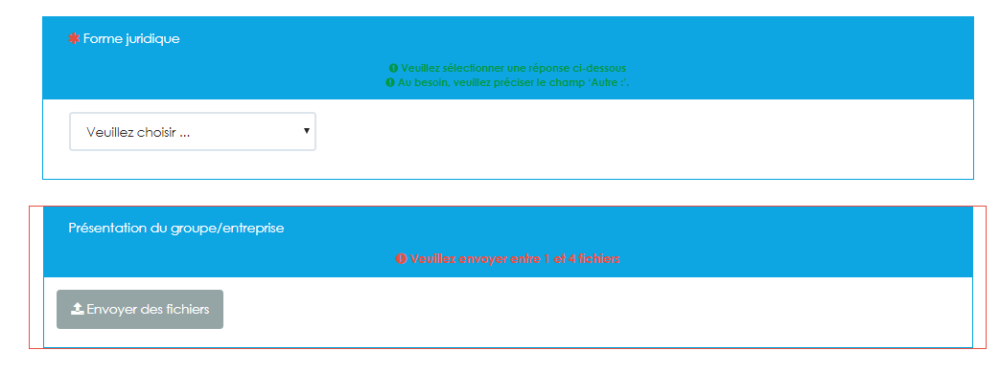 ✱ Forme juridique
Veuillez sélectionner une réponse ci-dessous
Au besoin, veuillez préciser le champ 'Autre :'.
Veuillez choisir ...
Présentation du groupe/entreprise
Veuillez envoyer entre 1 et 4 fichiers
Envoyer des fichiers